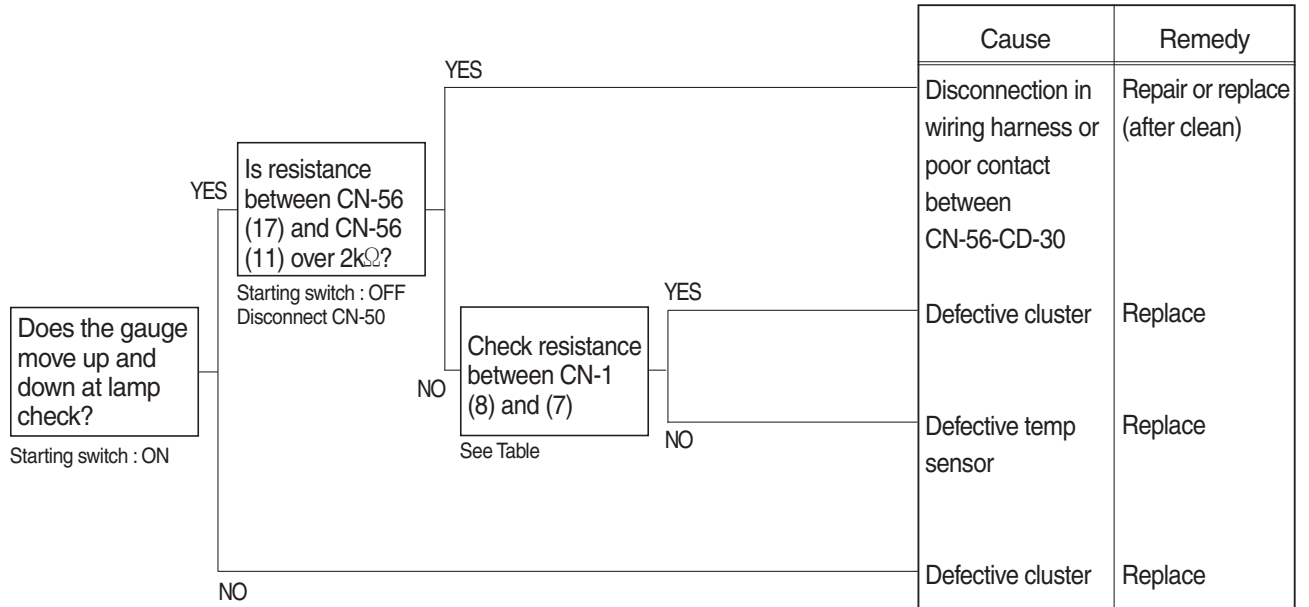 Cause
Remedy
YES
Disconnection in
wiring harness or
poor contact
between
CN-56-CD-30
Repair or replace
(after clean)
YES
Is resistance
between CN-56
(17) and CN-56
(11) over 2kΩ?
Starting switch : OFF
Disconnect CN-50
YES
Defective cluster
Replace
Does the gauge
move up and
down at lamp
check?
Starting switch : ON
NO
Check resistance
between CN-1
(8) and (7)
See Table
NO
Defective temp
sensor
Replace
NO
Defective cluster
Replace